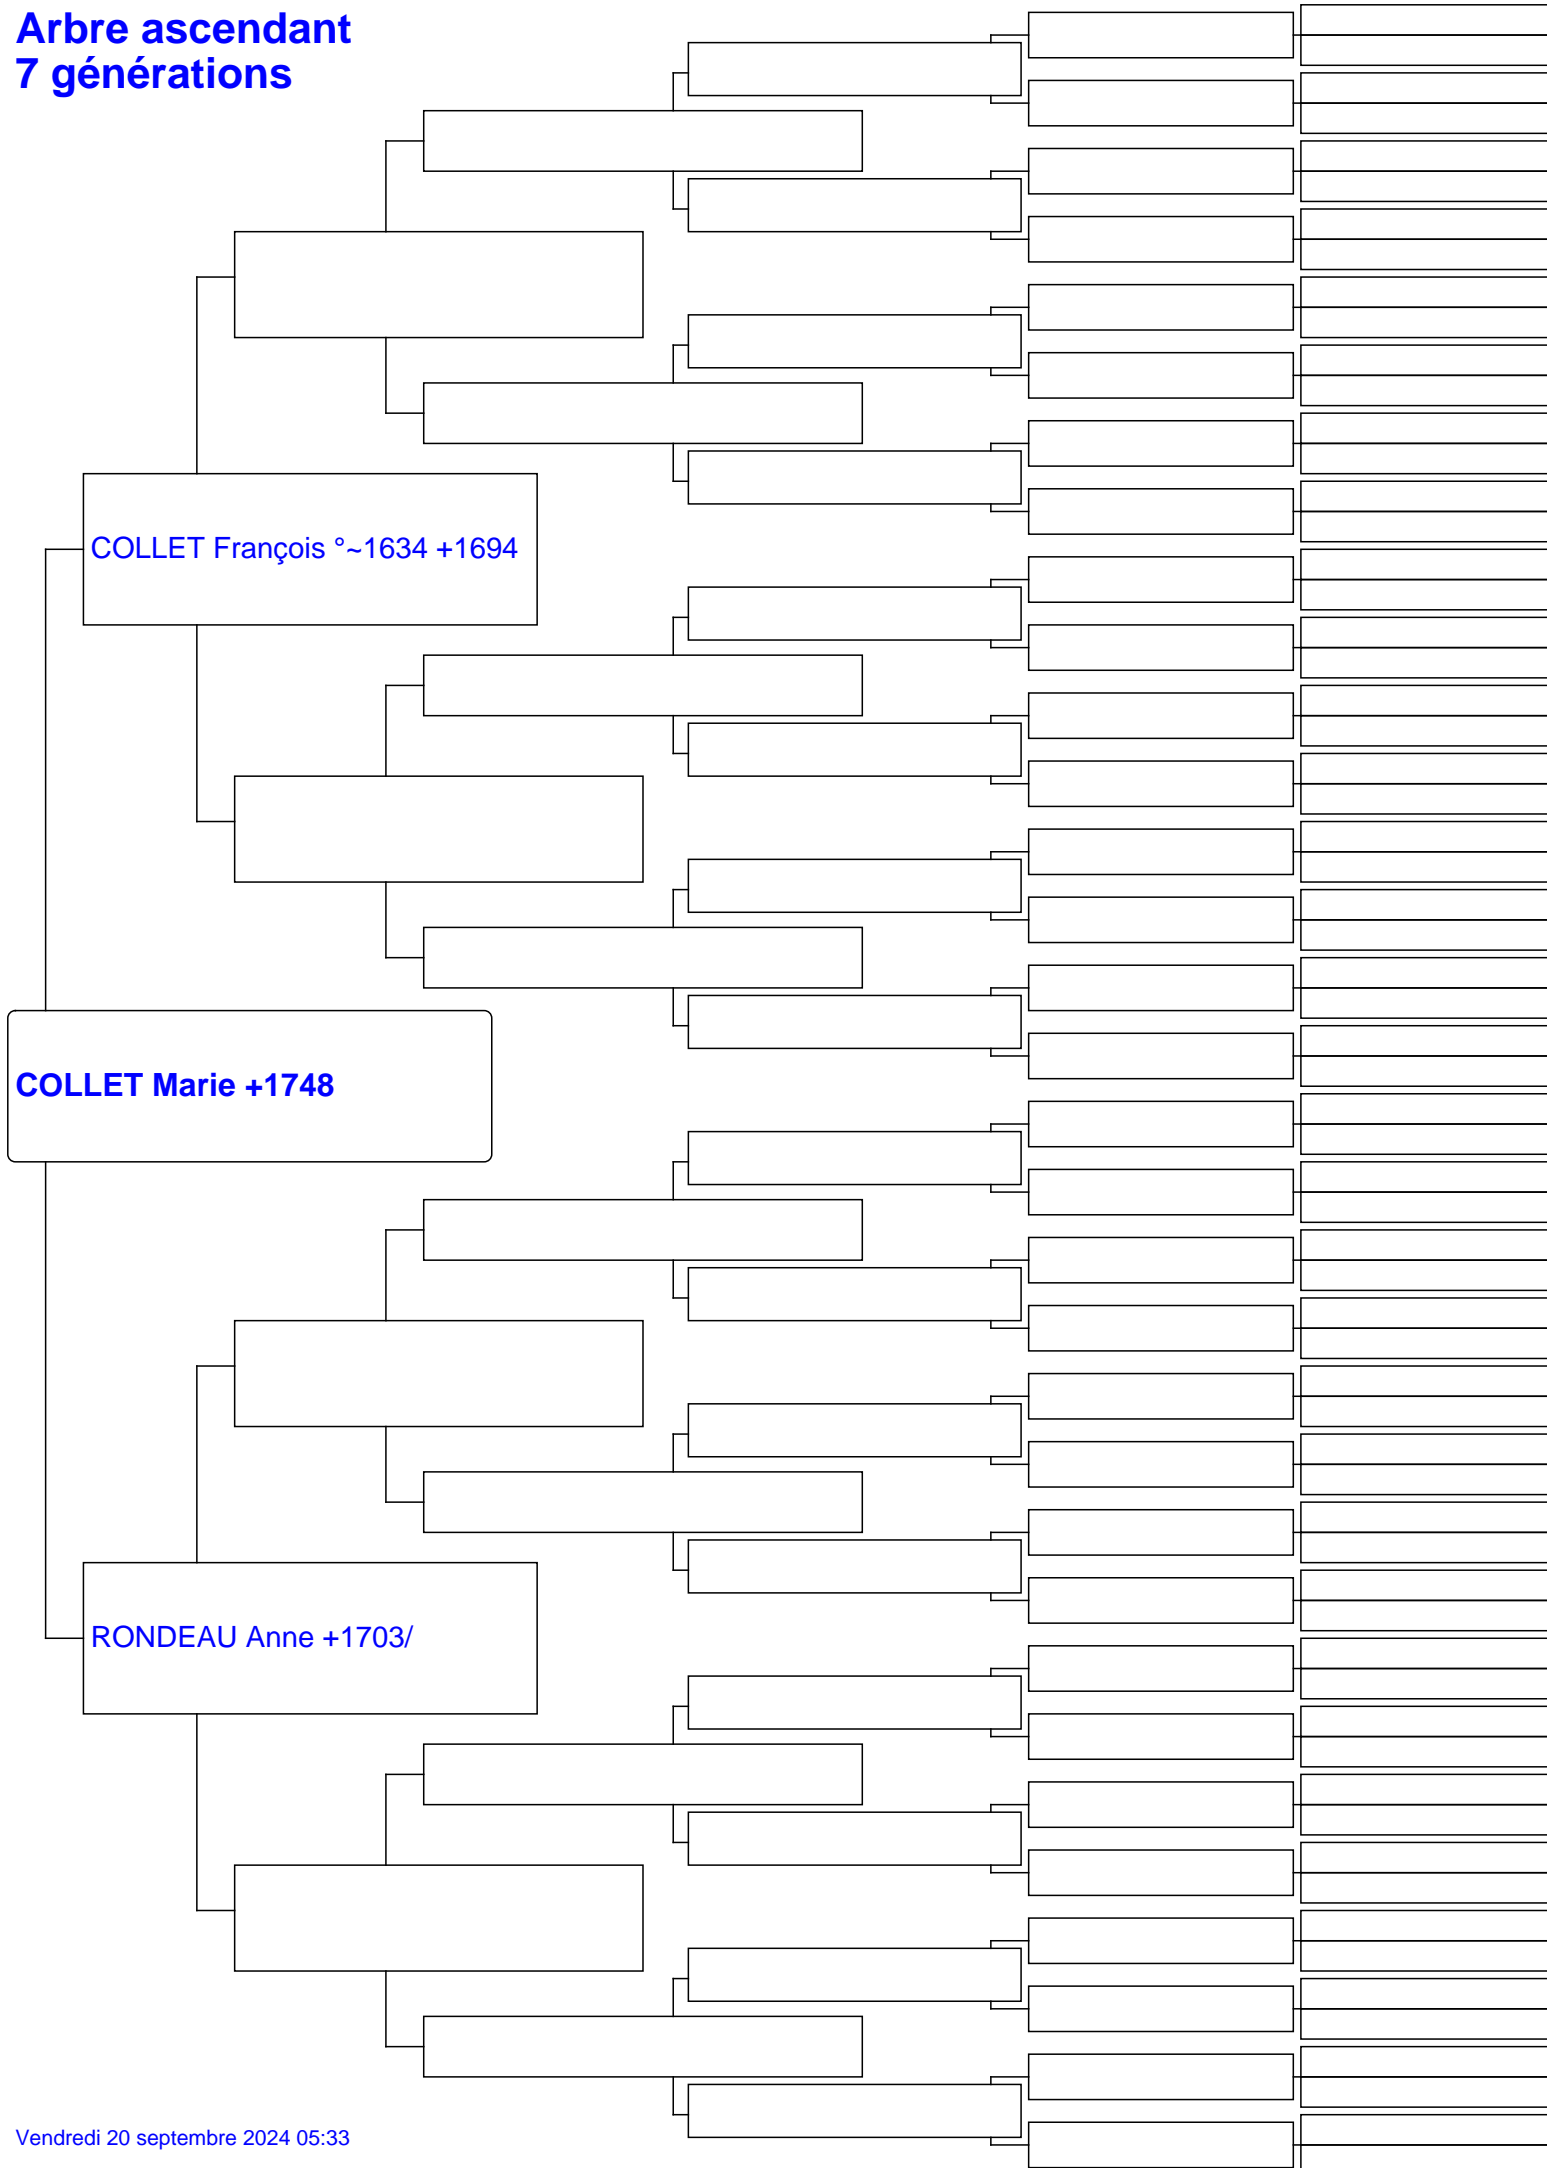 Arbre ascendant
7 générations
COLLET François °~1634 +1694
COLLET Marie +1748
RONDEAU Anne +1703/
Vendredi 20 septembre 2024 05:33